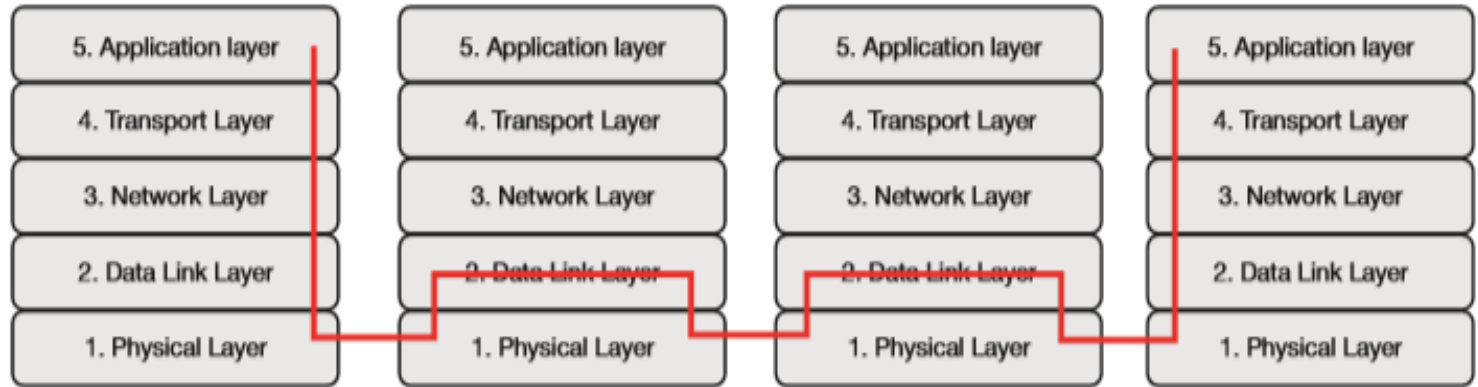 5. Application layer
4. Transport Layer
3. Network Layer
2. Data Link Layer
1. Physical Layer
5. Application layer
4. Transport Layer
3. Network Layer
2. Data Link Layer
1. Physical Layer
5. Application layer
4. Transport Layer
3. Network Layer
2. Data Link Layer
1. Physical Layer
5. Application layer
4. Transport Layer
3. Network Layer
2. Data Link Layer
1. Physical Layer